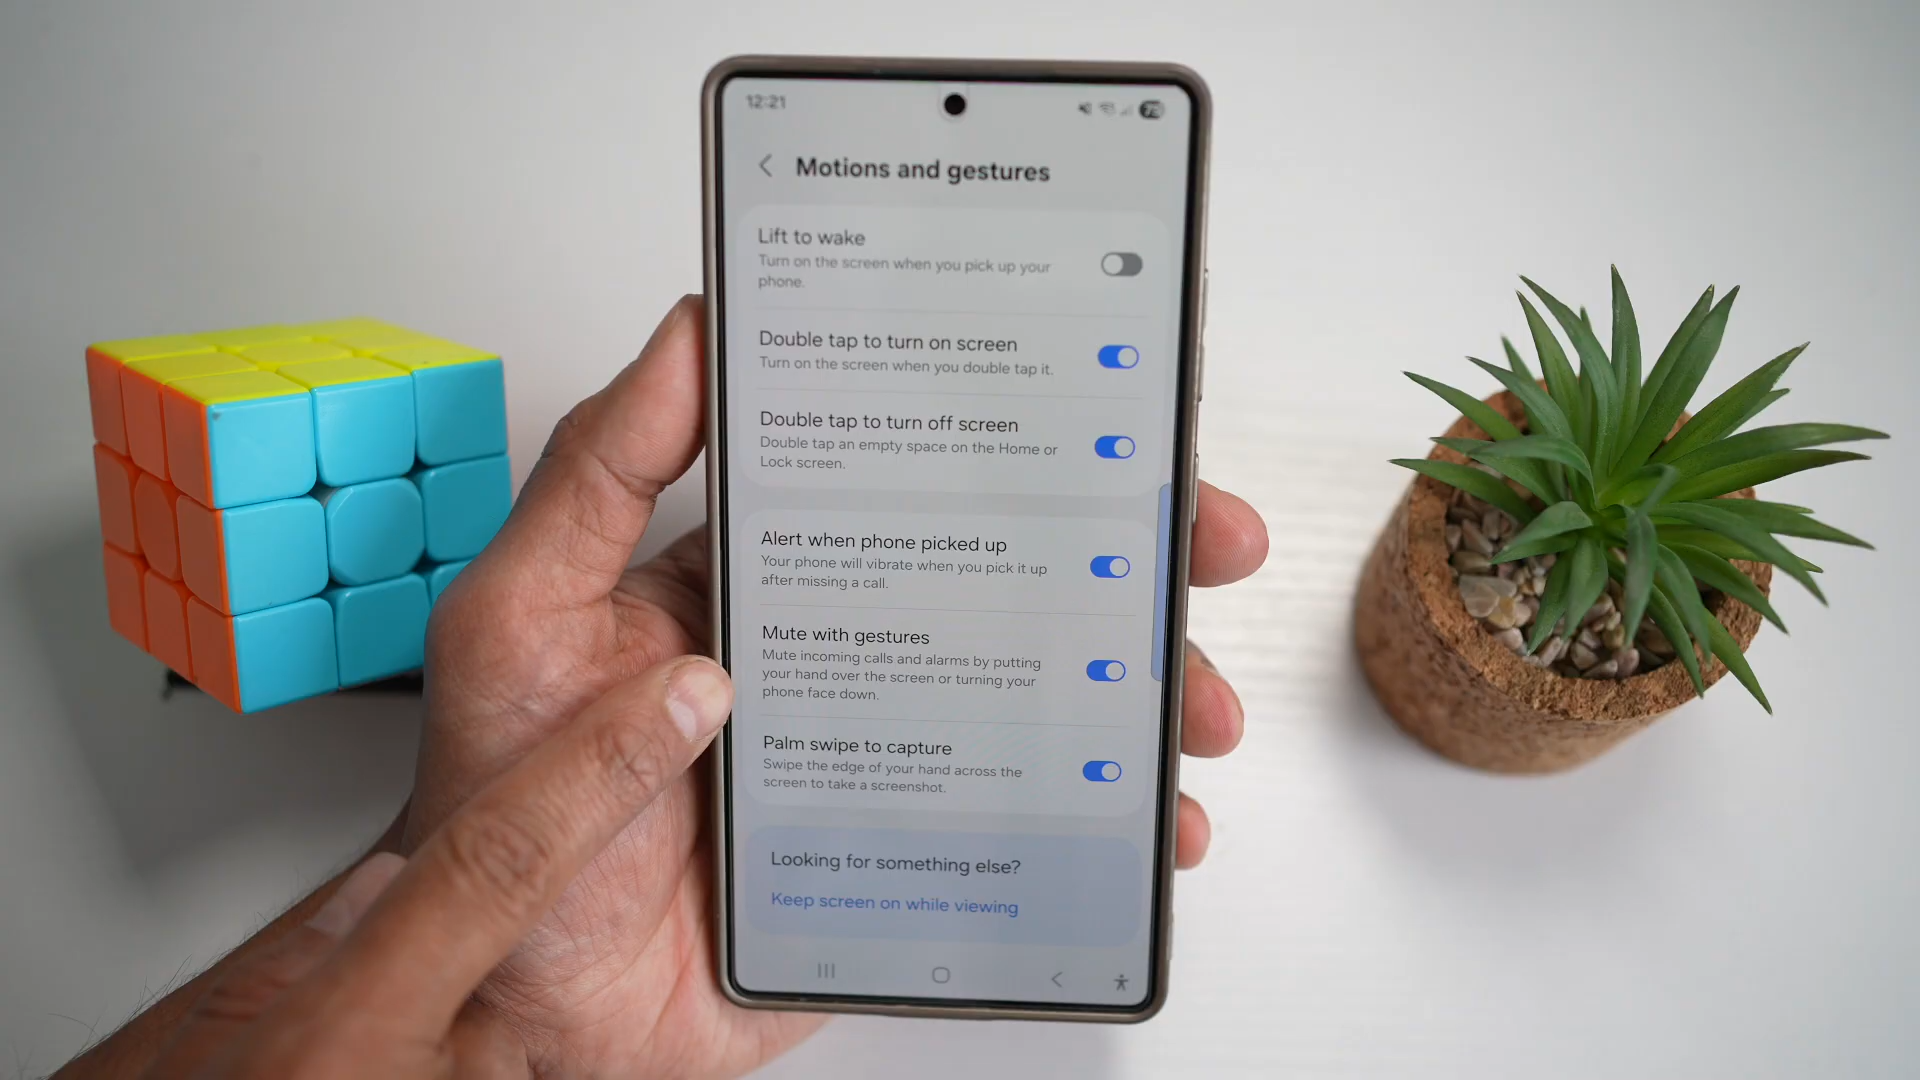 12:21
Motions and gestures
Lift to wake
Turn on the screen when you pick up your
phone.
Double tap to turn on screen
Turn on the screen when you double tap it.
Double tap to turn off screen
Double tap an empty space on the Home or
Lock screen.
Alert when phone picked up
Your phone will vibrate when you pick it up
after missing a call.
Mute with gestures
Mute incoming calls and alarms by putting
your hand over the screen or turning your
phone face down.
Palm swipe to capture
Swipe the edge of your hand across the
screen to take a screenshot.
Looking for something else?
Keep screen on while viewing